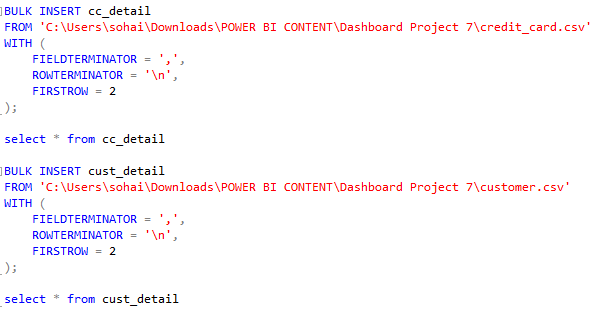 BULK INSERT cc_detail
FROM 'C:\Users\sohai\Downloads\POWER BI CONTENT\Dashboard Project 7\credit_card.csv'
WITH (
    FIELDTERMINATOR = ',',
    ROWTERMINATOR = '\n',
    FIRSTROW = 2
);
select * from cc_detail
BULK INSERT cust_detail
FROM 'C:\Users\sohai\Downloads\POWER BI CONTENT\Dashboard Project 7\customer.csv'
WITH (
    FIELDTERMINATOR = ',',
    ROWTERMINATOR = '\n',
    FIRSTROW = 2
);
select * from cust_detail